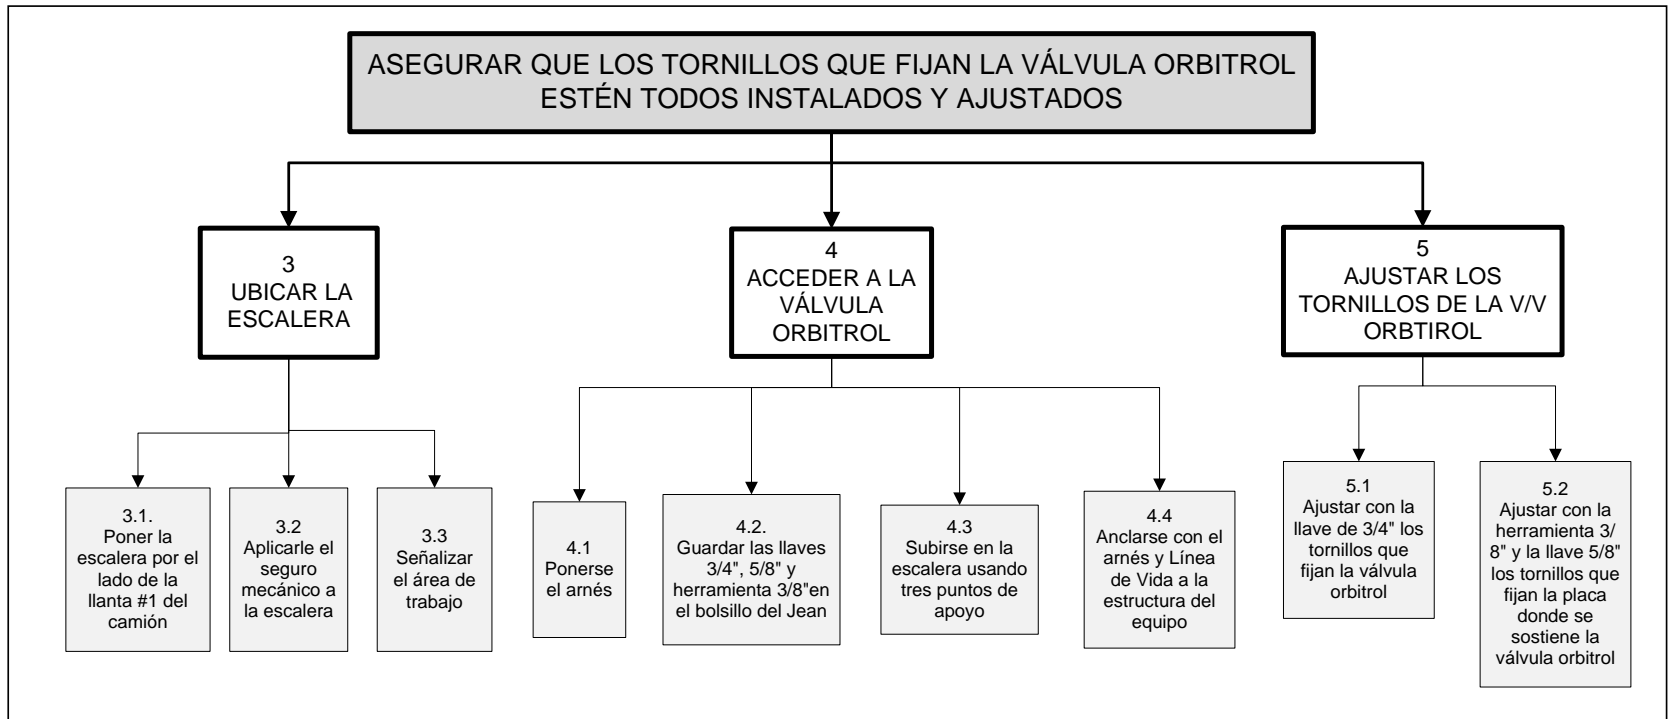 ASEGURAR QUE LOS TORNILLOS QUE FIJAN LA VÁLVULA ORBITROL
ESTÉN TODOS INSTALADOS Y AJUSTADOS
3
UBICAR LA
ESCALERA
4
ACCEDER A LA
VÁLVULA
ORBITROL
5
AJUSTAR LOS
TORNILLOS DE LA V/V
ORBTIROL
3.1.
Poner la
escalera por el
lado de la
llanta #1 del
camión
3.2
Aplicarle el
seguro
mecánico a
la escalera
3.3
Señalizar
el área de
trabajo
4.1
Ponerse
el arnés
4.2.
Guardar las llaves
3/4", 5/8" y
herramienta 3/8"en
el bolsillo del Jean
4.3
Subirse en la
escalera usando
tres puntos de
apoyo
4.4
Anclarse con el
arnés y Línea
de Vida a la
estructura del
equipo
5.1
Ajustar con la
llave de 3/4" los
tornillos que
fijan la válvula
orbitrol
5.2
Ajustar con la
herramienta 3/
8" y la llave 5/8"
los tornillos que
fijan la placa
donde se
sostiene la
válvula orbitrol